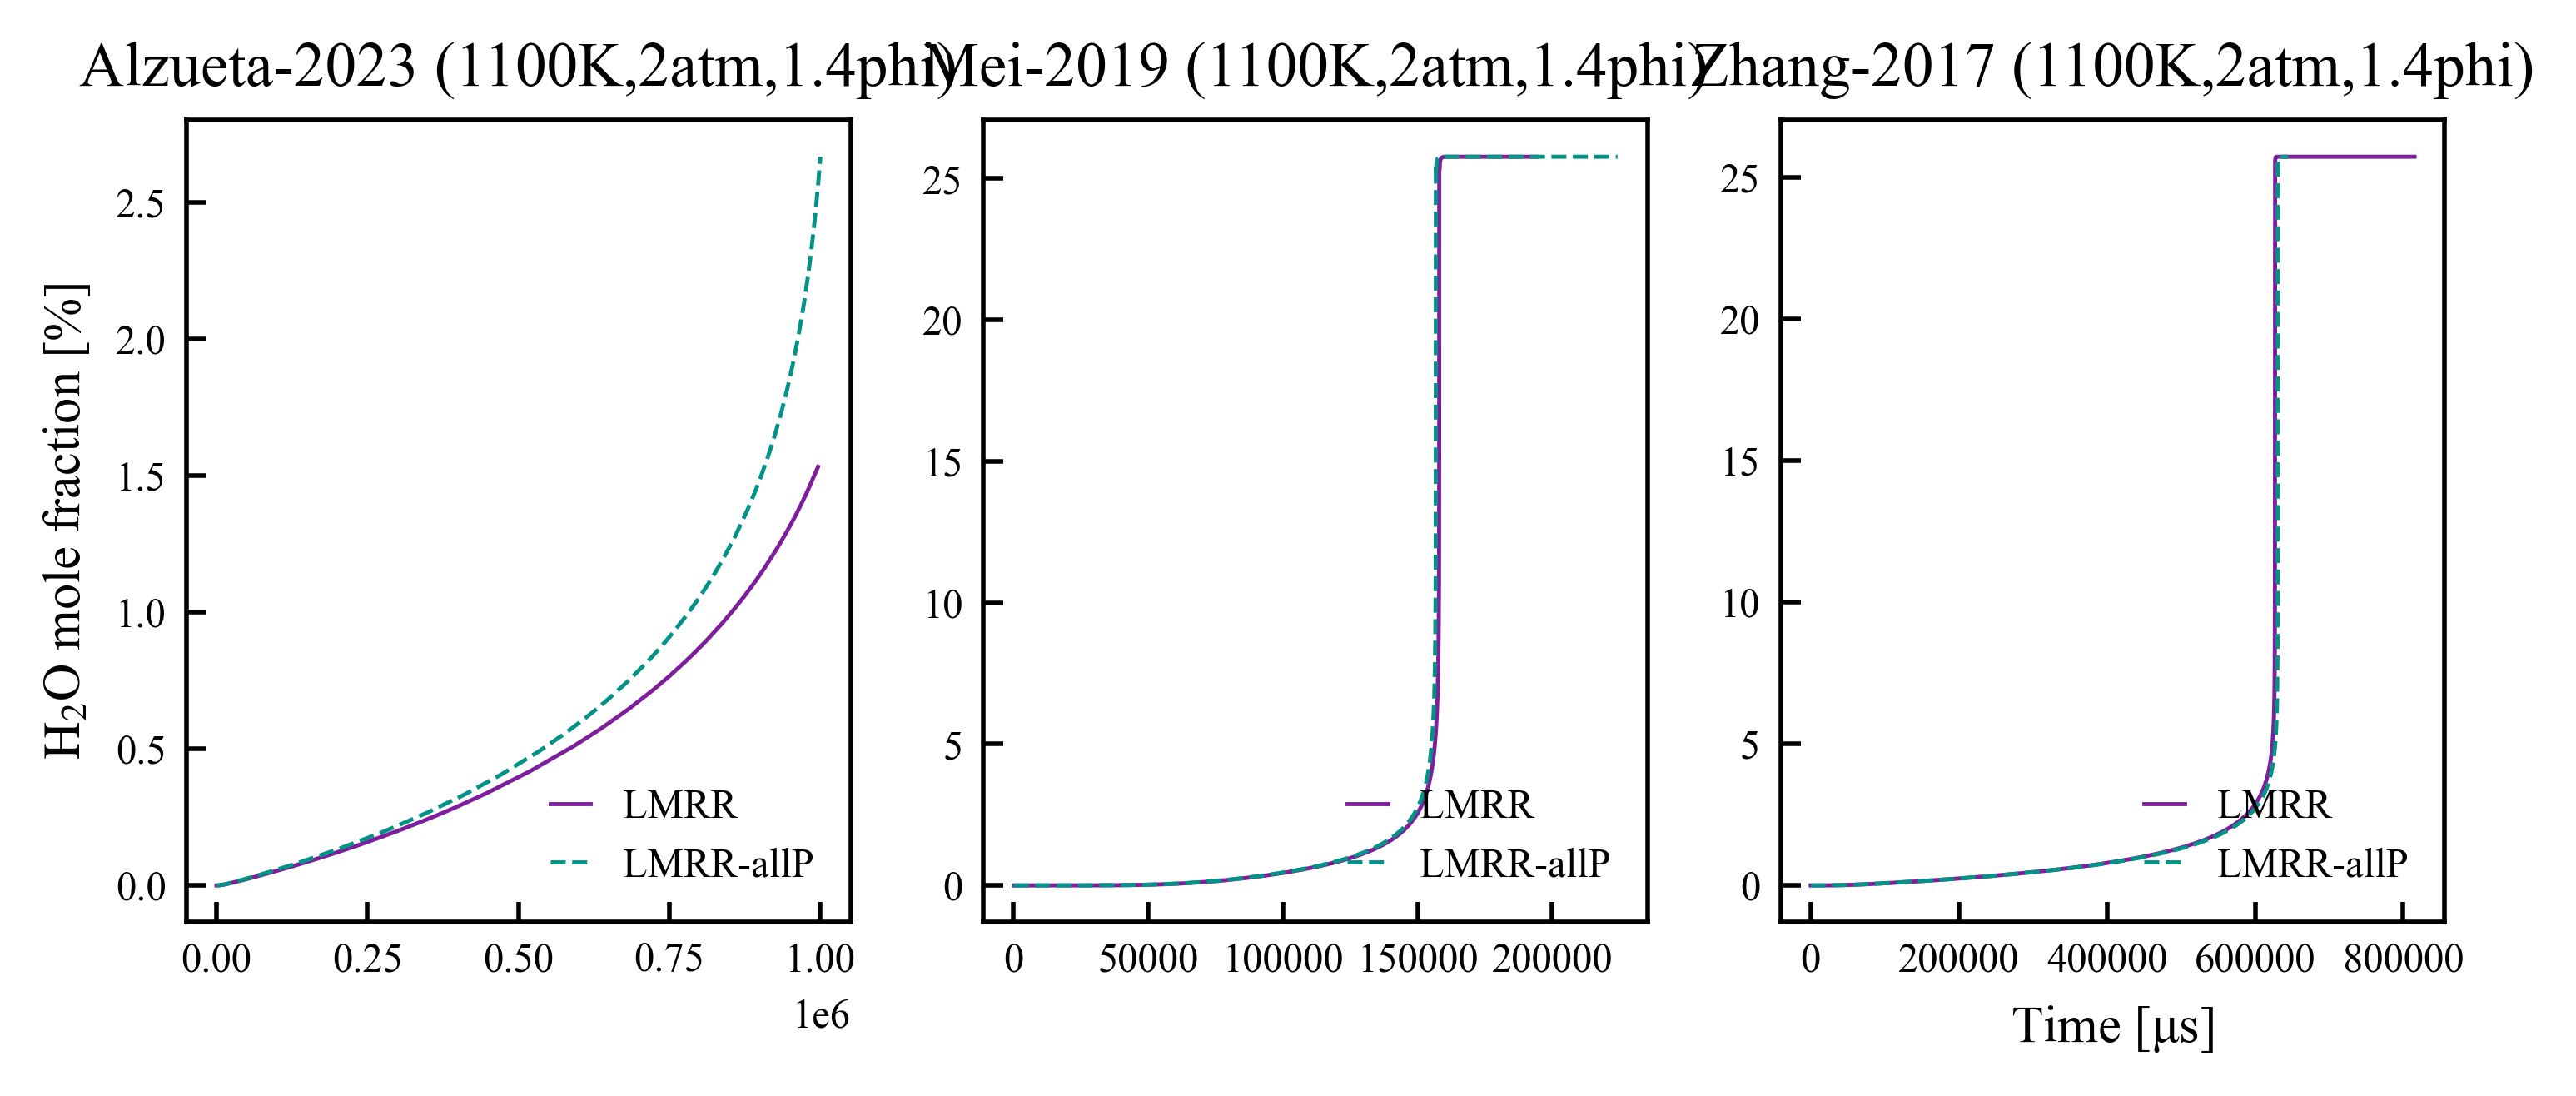 Alzueta-2023 (1100K,2atm,1.4phi)
Mei-2019 (1100K,2atm,1.4phi)
Zhang-2017 (1100K,2atm,1.4phi)
H₂O mole fraction [%]
2.5
2.0
1.5
1.0
0.5
0.0
LMRR
LMRR-allP
0.00 0.25 0.50 0.75 1.00
1e6
25
20
15
10
5
0
LMRR
LMRR-allP
0 50000 100000 150000 200000
25
20
15
10
5
0
LMRR
LMRR-allP
0 200000 400000 600000 800000
Time [μs]